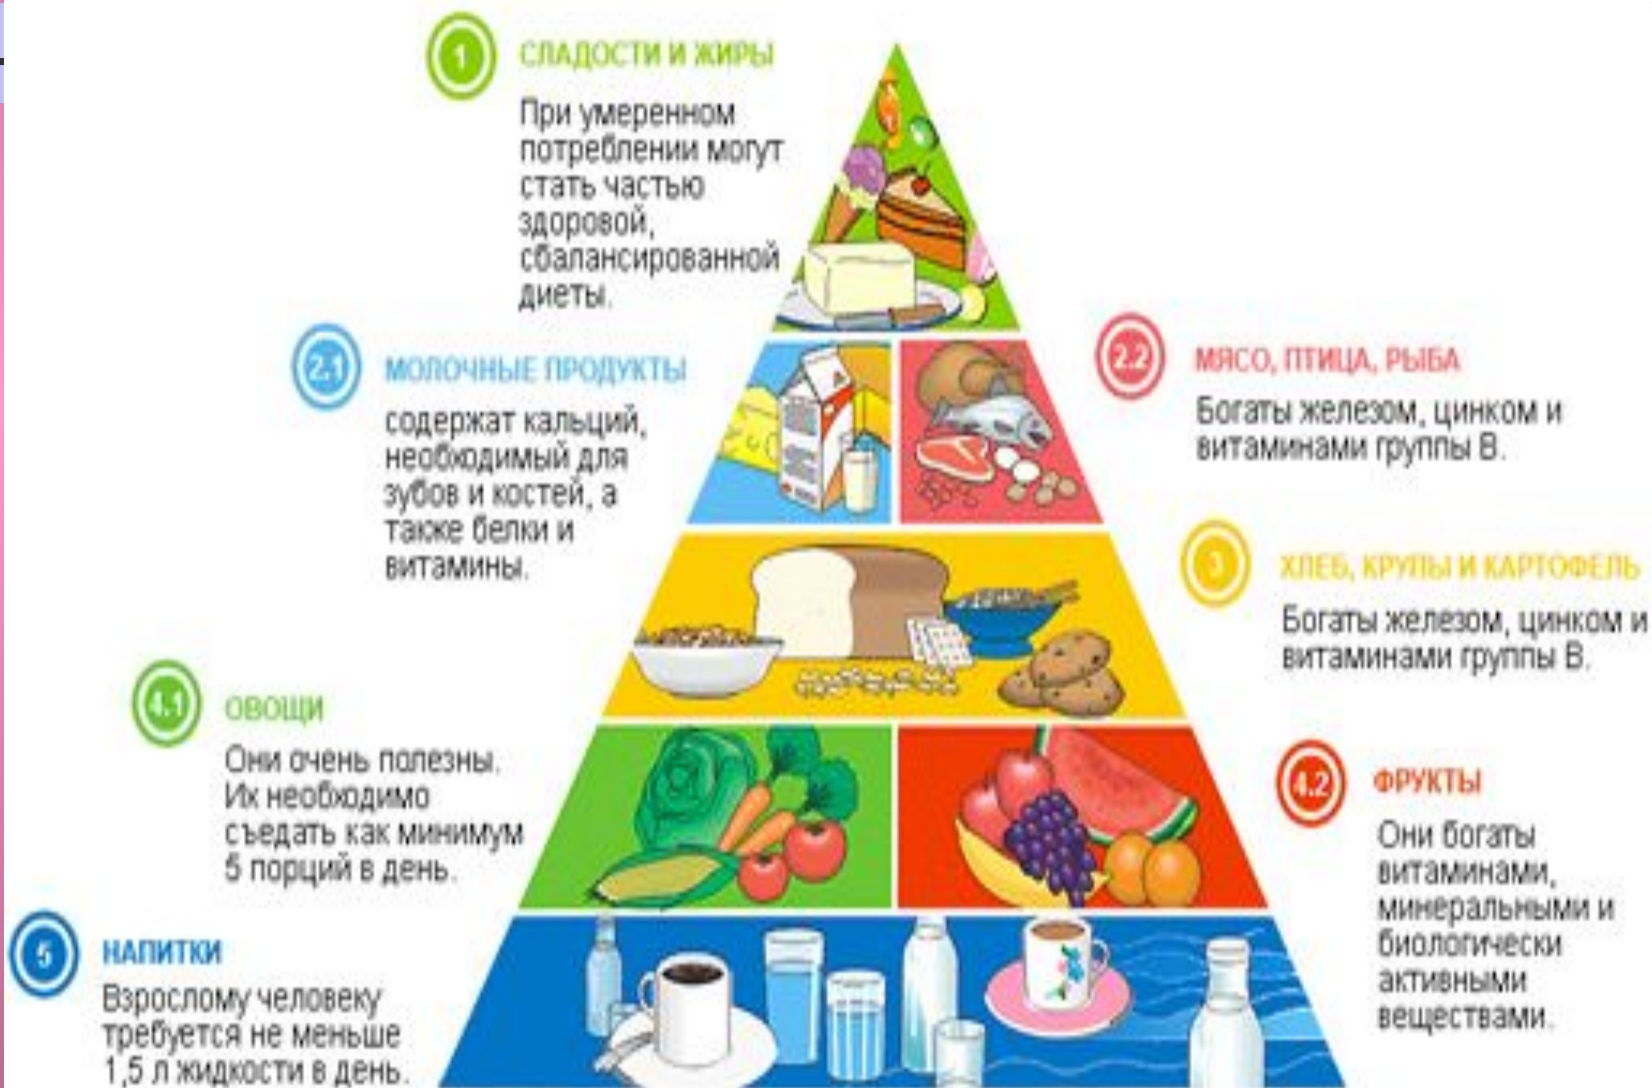 1
СЛАДОСТИ И ЖИРЫ
При умеренном
потреблении могут
стать частью
здоровой,
сбалансированной
диеты.
2.1
МОЛОЧНЫЕ ПРОДУКТЫ
содержат кальций,
необходимый для
зубов и костей, а
также белки и
витамины.
2.2
МЯСО, ПТИЦА, РЫБА
Богаты железом, цинком и
витаминами группы В.
3
ХЛЕБ, КРУПЫ И КАРТОФЕЛЬ
Богаты железом, цинком и
витаминами группы В.
4.1
ОВОЩИ
Они очень полезны.
Их необходимо
съедать как минимум
5 порций в день.
4.2
ФРУКТЫ
Они богаты
витаминами,
минеральными и
биологически
активными
веществами.
5
НАПИТКИ
Взрослому человеку
требуется не меньше
1,5 л жидкости в день.